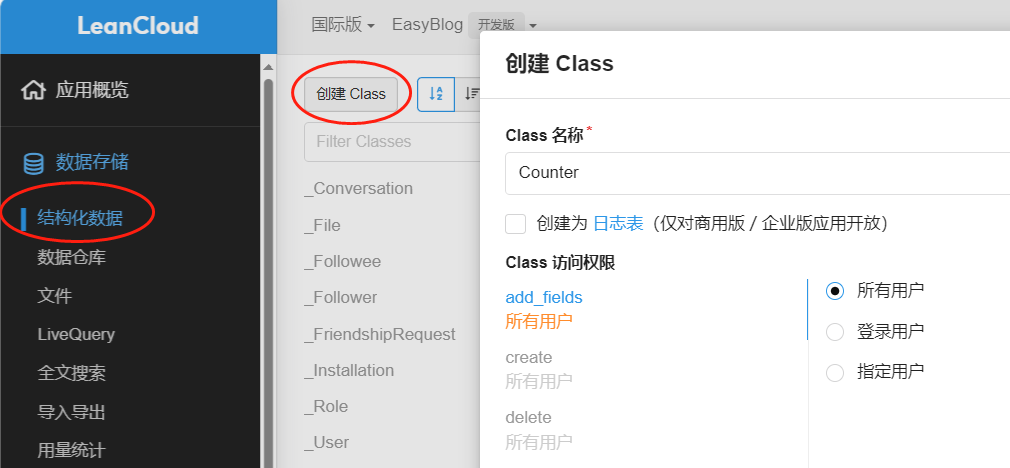 LeanCloud
应用概览
数据存储
结构化数据
数据仓库
文件
LiveQuery
全文搜索
导入导出
用量统计
国际版 EasyBlog 开发版
创建 Class
Filter Classes
_Conversation
_File
_Followee
_Follower
_FriendshipRequest
_Installation
_Role
_User
创建 Class
Class 名称*
Counter
创建为 日志表（仅对商用版 / 企业版应用开放）
Class 访问权限
add_fields
所有用户
create
所有用户
delete
所有用户
所有用户
登录用户
指定用户